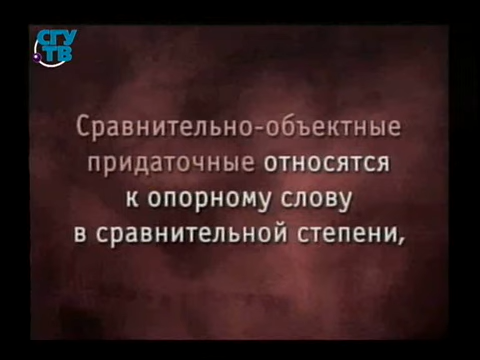 СГУ
ТВ
Сравнительно-объектные
придаточные относятся
к опорному слову
в сравнительной степени,